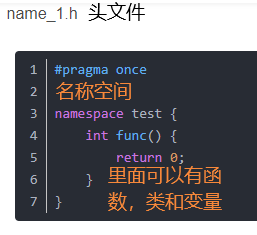 name_1.h 头文件
1 #pragma once
2 名称空间
3 namespace test {
4 int func() {
5 return 0;
6 } 里面可以有函
7 } 数，类和变量